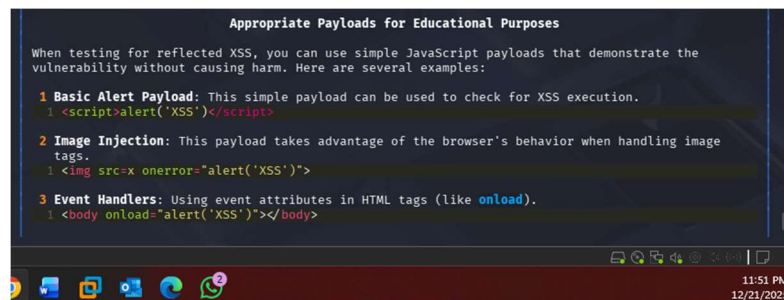 Appropriate Payloads for Educational Purposes
When testing for reflected XSS, you can use simple JavaScript payloads that demonstrate the
vulnerability without causing harm. Here are several examples:
1 Basic Alert Payload: This simple payload can be used to check for XSS execution.
1 <script>alert('XSS')</script>
2 Image Injection: This payload takes advantage of the browser's behavior when handling image
tags.
1 <img src=x onerror="alert('XSS')">
3 Event Handlers: Using event attributes in HTML tags (like onload).
1 <body onload="alert('XSS')"></body>
2
11:51 PM
12/21/202